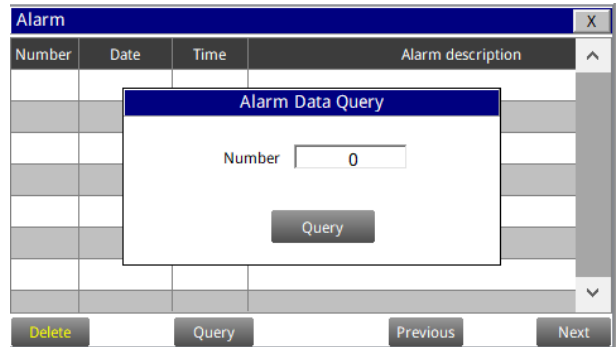 Alarm X
Number Date Time Alarm description
Alarm Data Query
Number 0
Query
Delete Query Previous Next